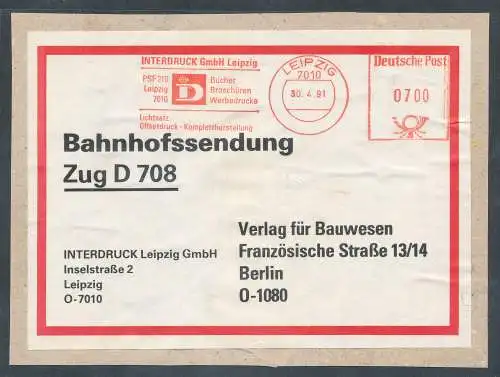 INTERDRUCK GmbH Leipzig
PSF 210 Bücher
Leipzig Broschüren
7010 Werbedrucke
Lichtsatz
Offsetdruck - Komplettherstellung
LEIPZIG
7010
30.4.91
Deutsche Post
0700
Bahnhofssendung
Zug D 708
INTERDRUCK Leipzig GmbH
Inselstraße 2
Leipzig
O-7010
Verlag für Bauwesen
Französische Straße 13/14
Berlin
O-1080